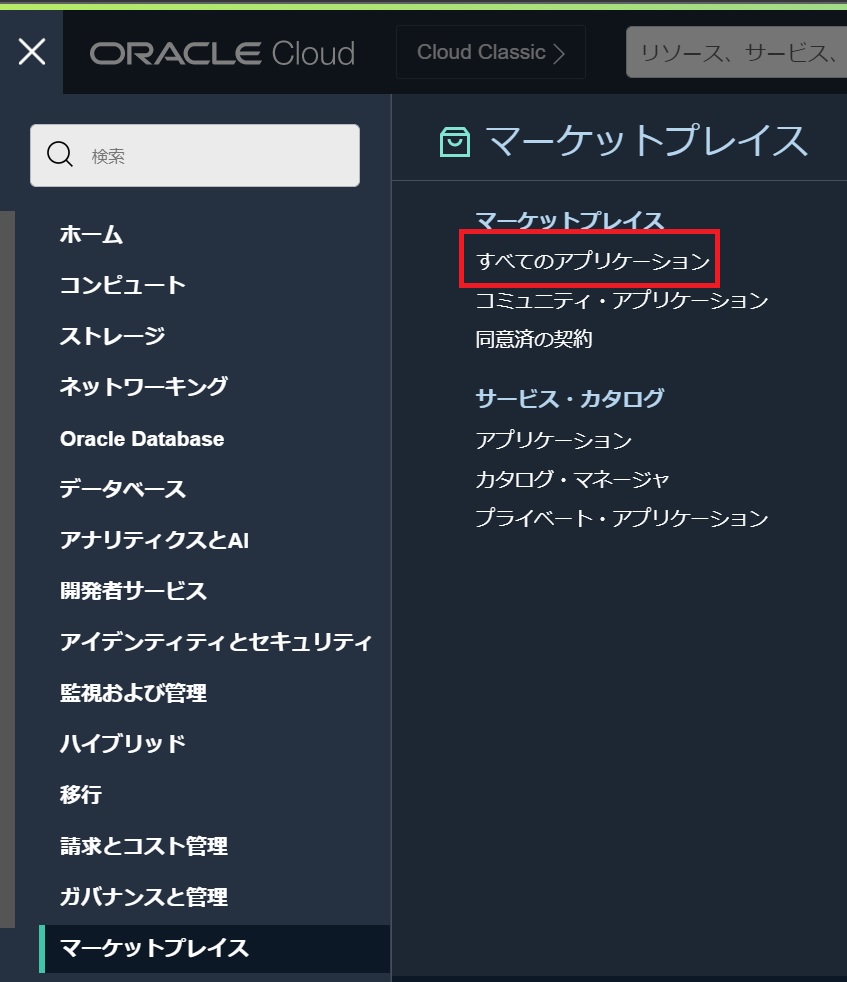 ORACLE Cloud
Cloud Classic
リソース、サービス、
検索
ホーム
コンピュート
ストレージ
ネットワーキング
Oracle Database
データベース
アナリティクスとAI
開発者サービス
アイデンティティとセキュリティ
監視および管理
ハイブリッド
移行
請求とコスト管理
ガバナンスと管理
マーケットプレイス
マーケットプレイス
マーケットプレイス
すべてのアプリケーション
コミュニティ・アプリケーション
同意済の契約
サービス・カタログ
アプリケーション
カタログ・マネージャ
プライベート・アプリケーション